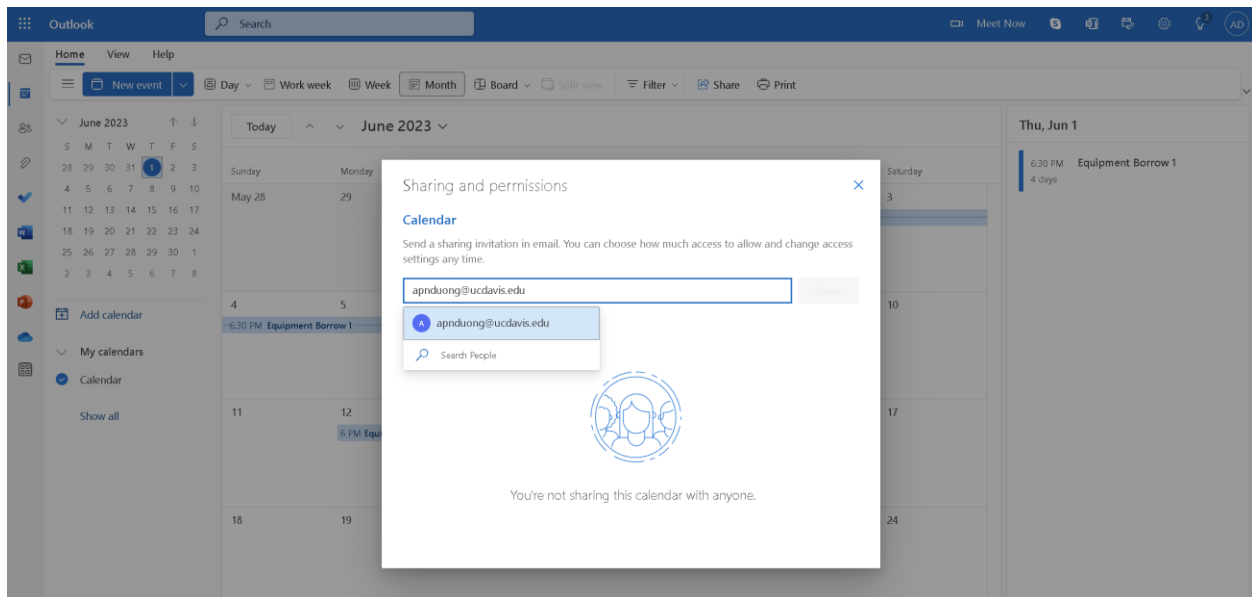 Outlook
Search
Meet Now
3
AD
Home View Help
New event Day Work week Week Month Board Split view Filter Share Print
June 2023
S M T W T F S
28 29 30 31 1 2 3
4 5 6 7 8 9 10
11 12 13 14 15 16 17
18 19 20 21 22 23 24
25 26 27 28 29 30 1
2 3 4 5 6 7 8
Add calendar
My calendars
Calendar
Show all
Today June 2023
Sunday Monday Saturday
May 28 29 3
4 5 10
6:30 PM Equipment Borrow 1
11 12 17
6 PM Equi
18 19 24
Sharing and permissions
Calendar
Send a sharing invitation in email. You can choose how much access to allow and change access
settings any time.
apnduong@ucdavis.edu
Share
A apnduong@ucdavis.edu
Search People
You're not sharing this calendar with anyone.
Thu, Jun 1
6:30 PM Equipment Borrow 1
4 days